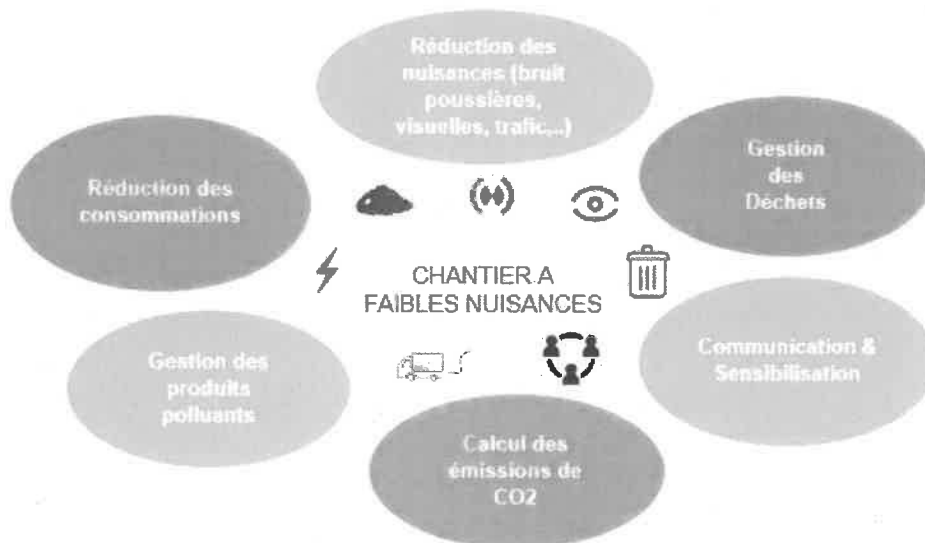 Réduction des
nuisances (bruit
poussières,
visuelles, trafic,..)
Gestion
des
Déchets
Réduction des
consommations
CHANTIER A
FAIBLES NUISANCES
Communication &
Sensibilisation
Gestion des
produits
polluants
Calcul des
émissions de
CO2